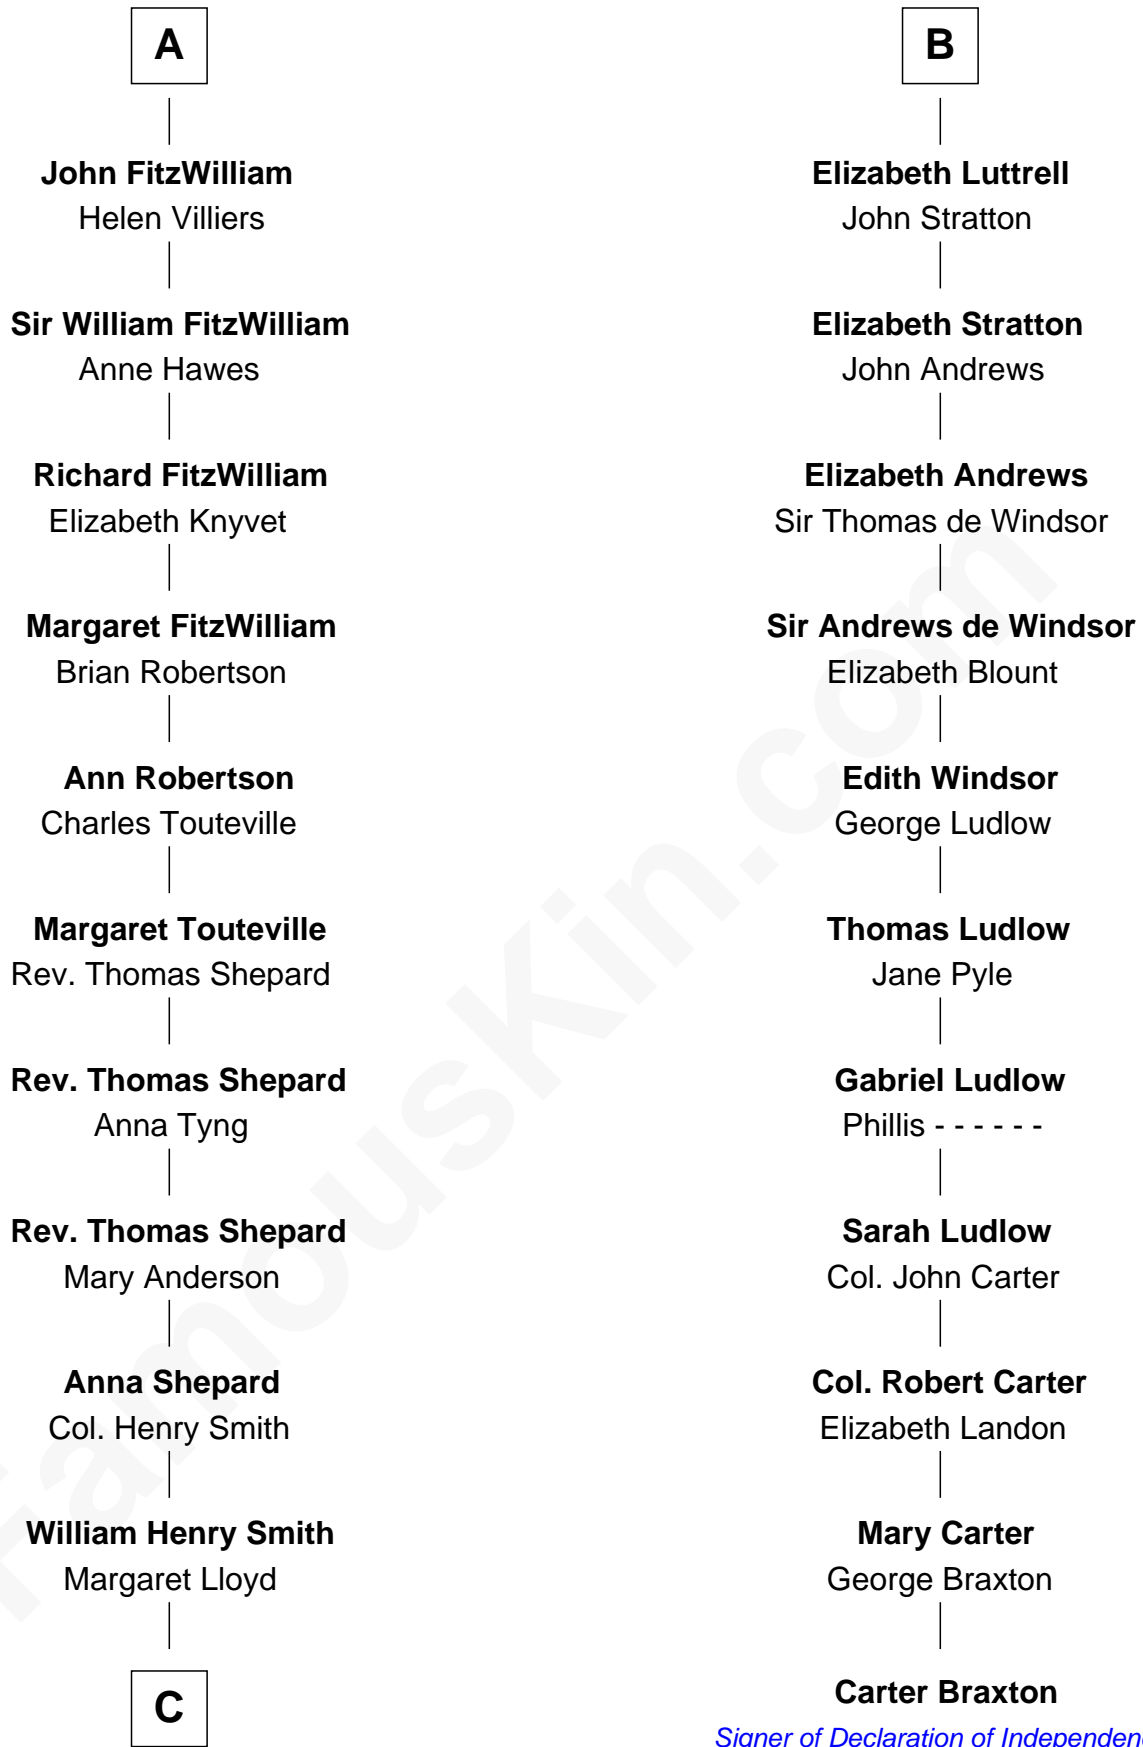 A
John FitzWilliam
Helen Villiers
Sir William FitzWilliam
Anne Hawes
Richard FitzWilliam
Elizabeth Knyvet
Margaret FitzWilliam
Brian Robertson
Ann Robertson
Charles Touteville
Margaret Touteville
Rev. Thomas Shepard
Rev. Thomas Shepard
Anna Tyng
Rev. Thomas Shepard
Mary Anderson
Anna Shepard
Col. Henry Smith
William Henry Smith
Margaret Lloyd
C
B
Elizabeth Luttrell
John Stratton
Elizabeth Stratton
John Andrews
Elizabeth Andrews
Sir Thomas de Windsor
Sir Andrews de Windsor
Elizabeth Blount
Edith Windsor
George Ludlow
Thomas Ludlow
Jane Pyle
Gabriel Ludlow
Phillis - - - - - -
Sarah Ludlow
Col. John Carter
Col. Robert Carter
Elizabeth Landon
Mary Carter
George Braxton
Carter Braxton
Signer of Declaration of Independenc
FamousKin.com